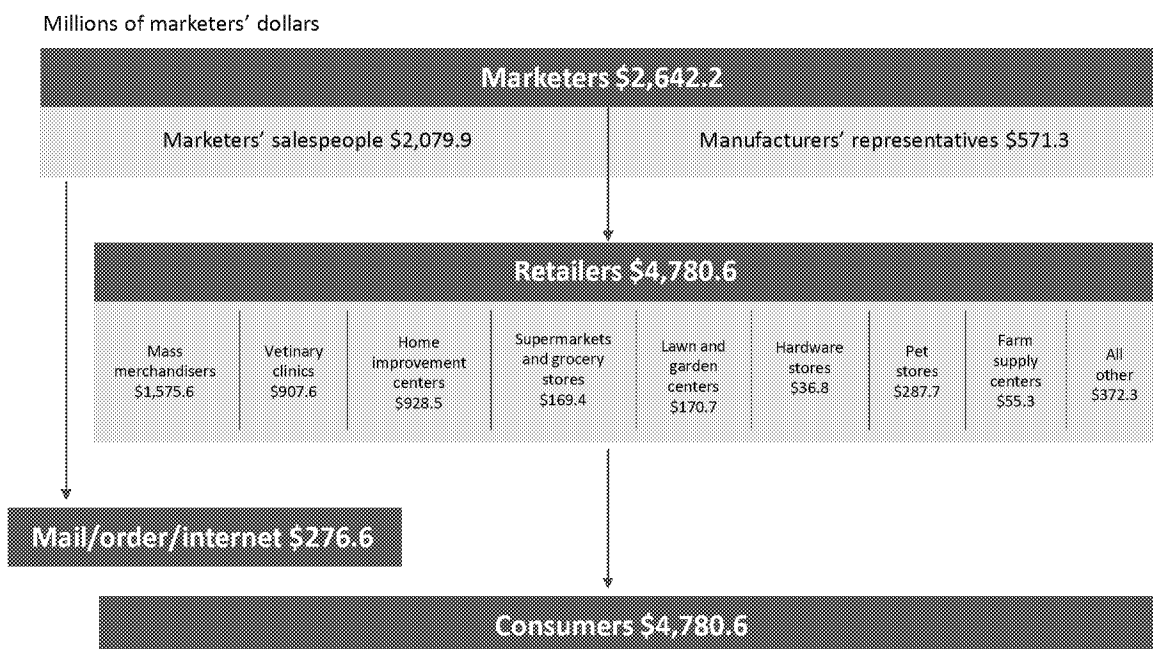 Millions of marketers’ dollars
Marketers $2,642.2
Marketers’ salespeople $2,079.9
Manufacturers’ representatives $571.3
Retailers $4,780.6
Mass
merchandisers
$1,575.6
Vetinary
clinics
$907.6
Home
improvement
centers
$928.5
Supermarkets
and grocery
stores
$169.4
Lawn and
garden
centers
$170.7
Hardware
stores
$36.8
Pet
stores
$287.7
Farm
supply
centers
$55.3
All
other
$372.3
Mail/order/internet $276.6
Consumers $4,780.6